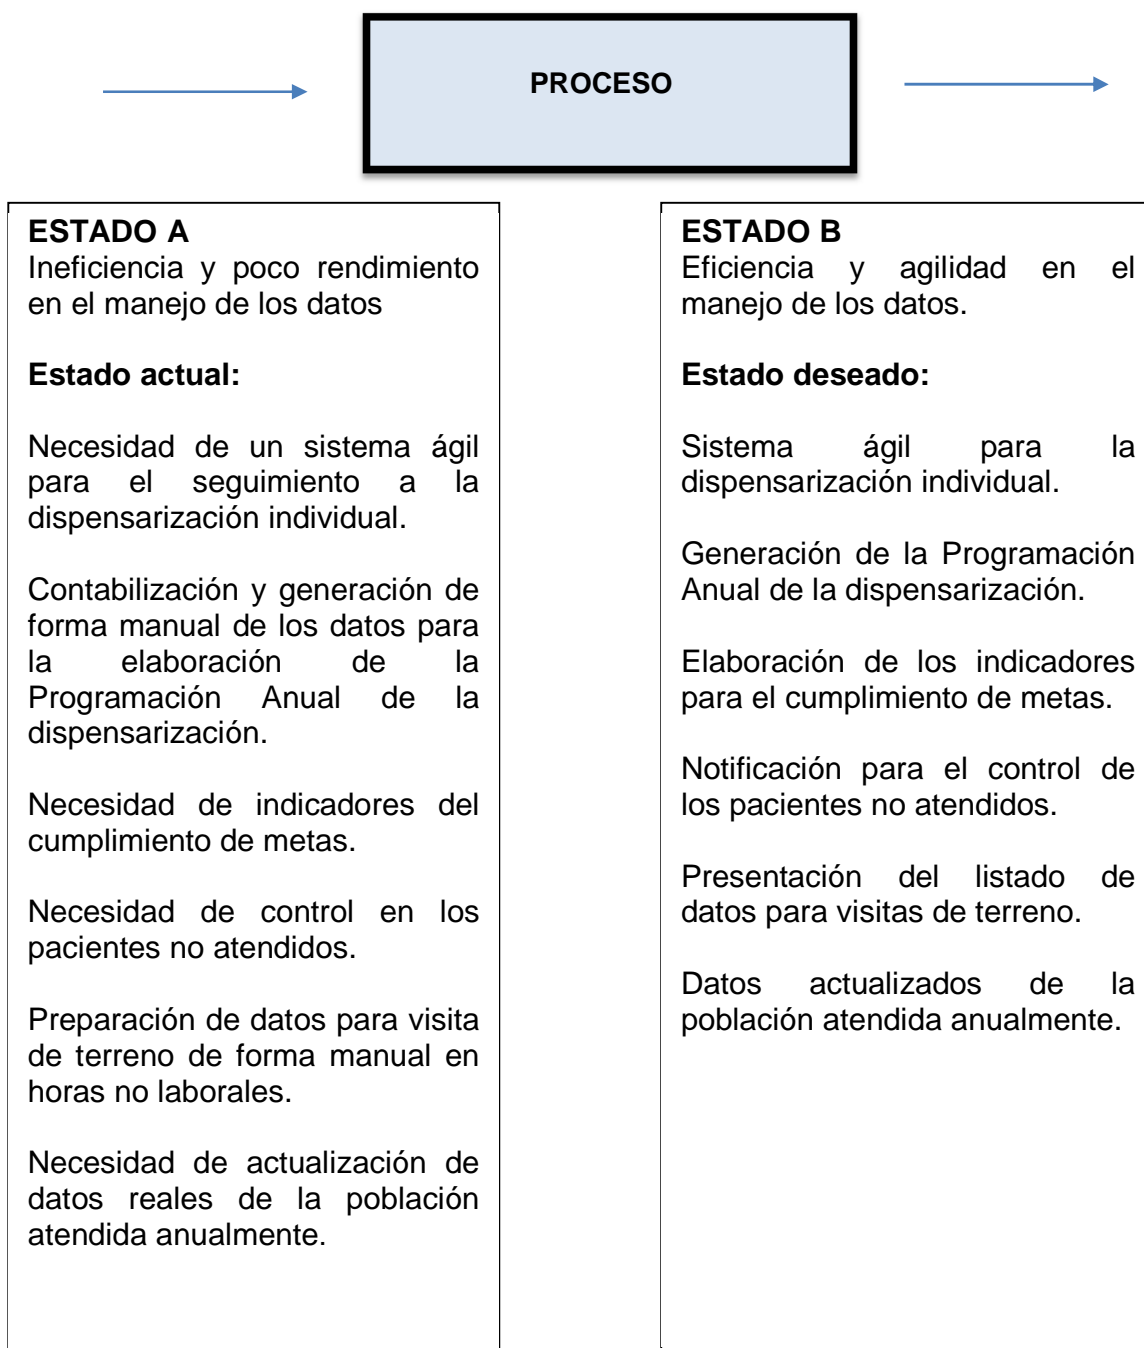 PROCESO
ESTADO A
Ineficiencia y poco rendimiento
en el manejo de los datos
Estado actual:
Necesidad de un sistema ágil
para el seguimiento a la
dispensarización individual.
Contabilización y generación de
forma manual de los datos para
la elaboración de la
Programación Anual de la
dispensarización.
Necesidad de indicadores del
cumplimiento de metas.
Necesidad de control en los
pacientes no atendidos.
Preparación de datos para visita
de terreno de forma manual en
horas no laborales.
Necesidad de actualización de
datos reales de la población
atendida anualmente.
ESTADO B
Eficiencia y agilidad en el
manejo de los datos.
Estado deseado:
Sistema ágil para la
dispensarización individual.
Generación de la Programación
Anual de la dispensarización.
Elaboración de los indicadores
para el cumplimiento de metas.
Notificación para el control de
los pacientes no atendidos.
Presentación del listado de
datos para visitas de terreno.
Datos actualizados de la
población atendida anualmente.